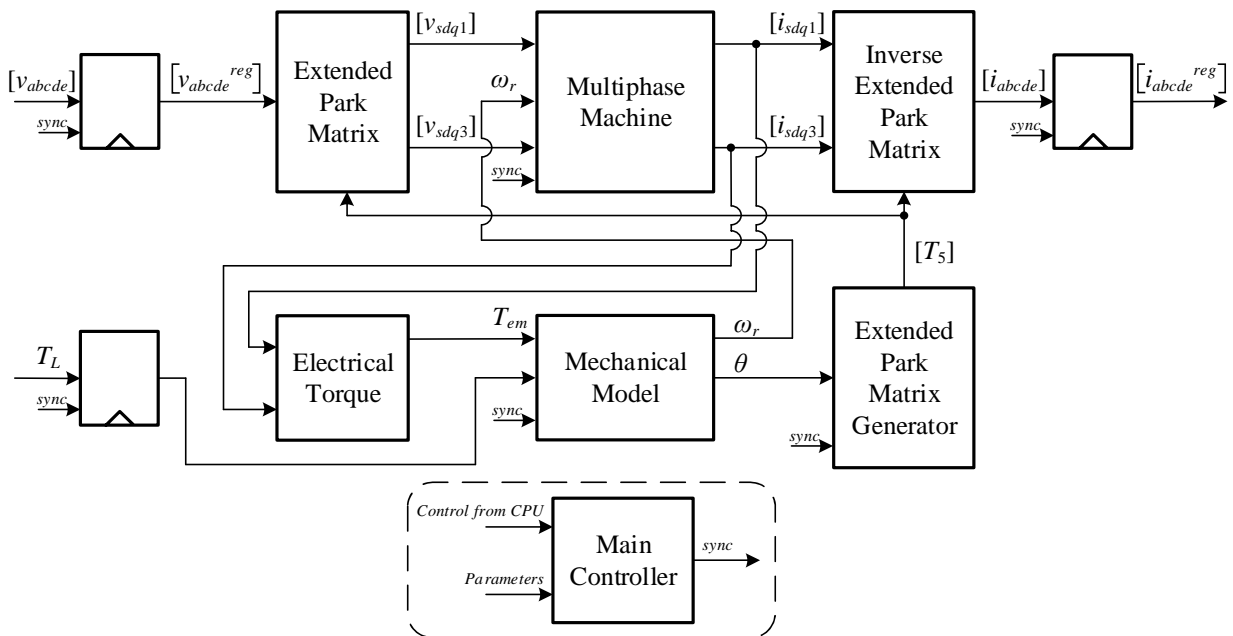 [v_sdq1]
[i_sdq1]
[v_abcde]
[v_abcde^reg]
Extended
Park
Matrix
ω_r
Multiphase
Machine
Inverse
Extended
Park
Matrix
[i_abcde]
[i_abcde^reg]
sync
[v_sdq3]
[i_sdq3]
sync
sync
[T_5]
T_L
sync
Electrical
Torque
T_em
Mechanical
Model
ω_r
θ
sync
Extended
Park
Matrix
Generator
sync
Control from CPU
Parameters
Main
Controller
sync